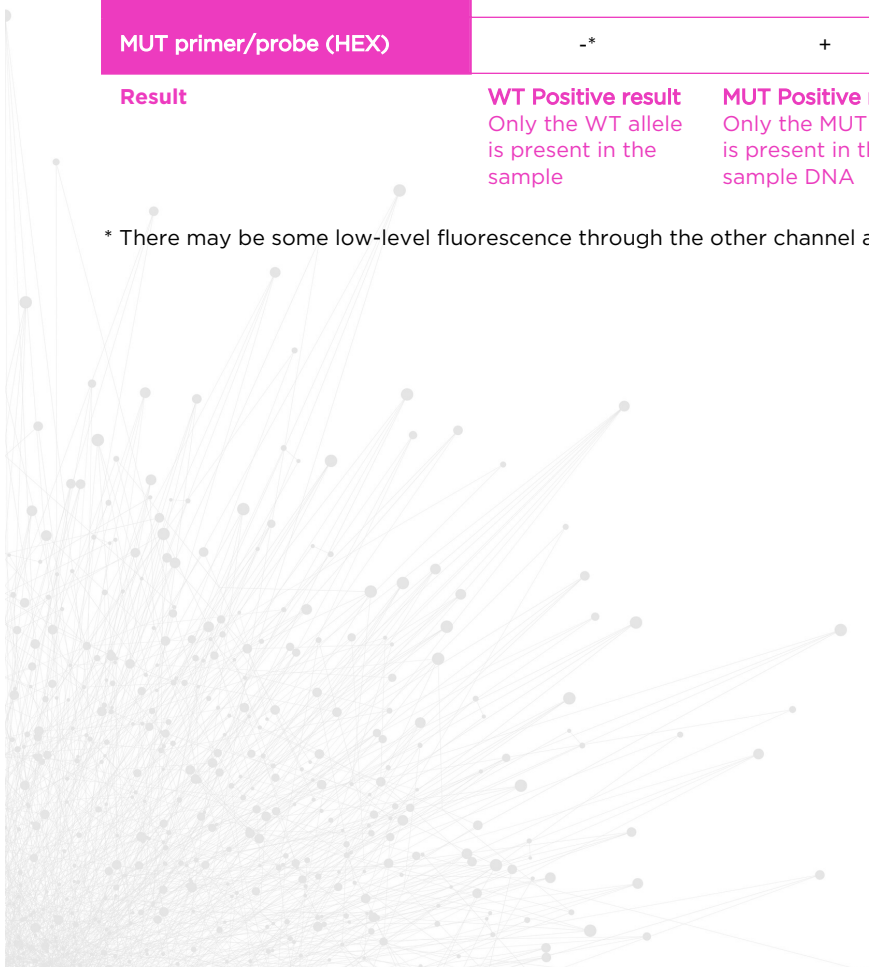 MUT primer/probe (HEX) -* +
Result WT Positive result MUT Positive
Only the WT allele Only the MUT
is present in the is present in
sample sample DNA
* There may be some low-level fluorescence through the other channel